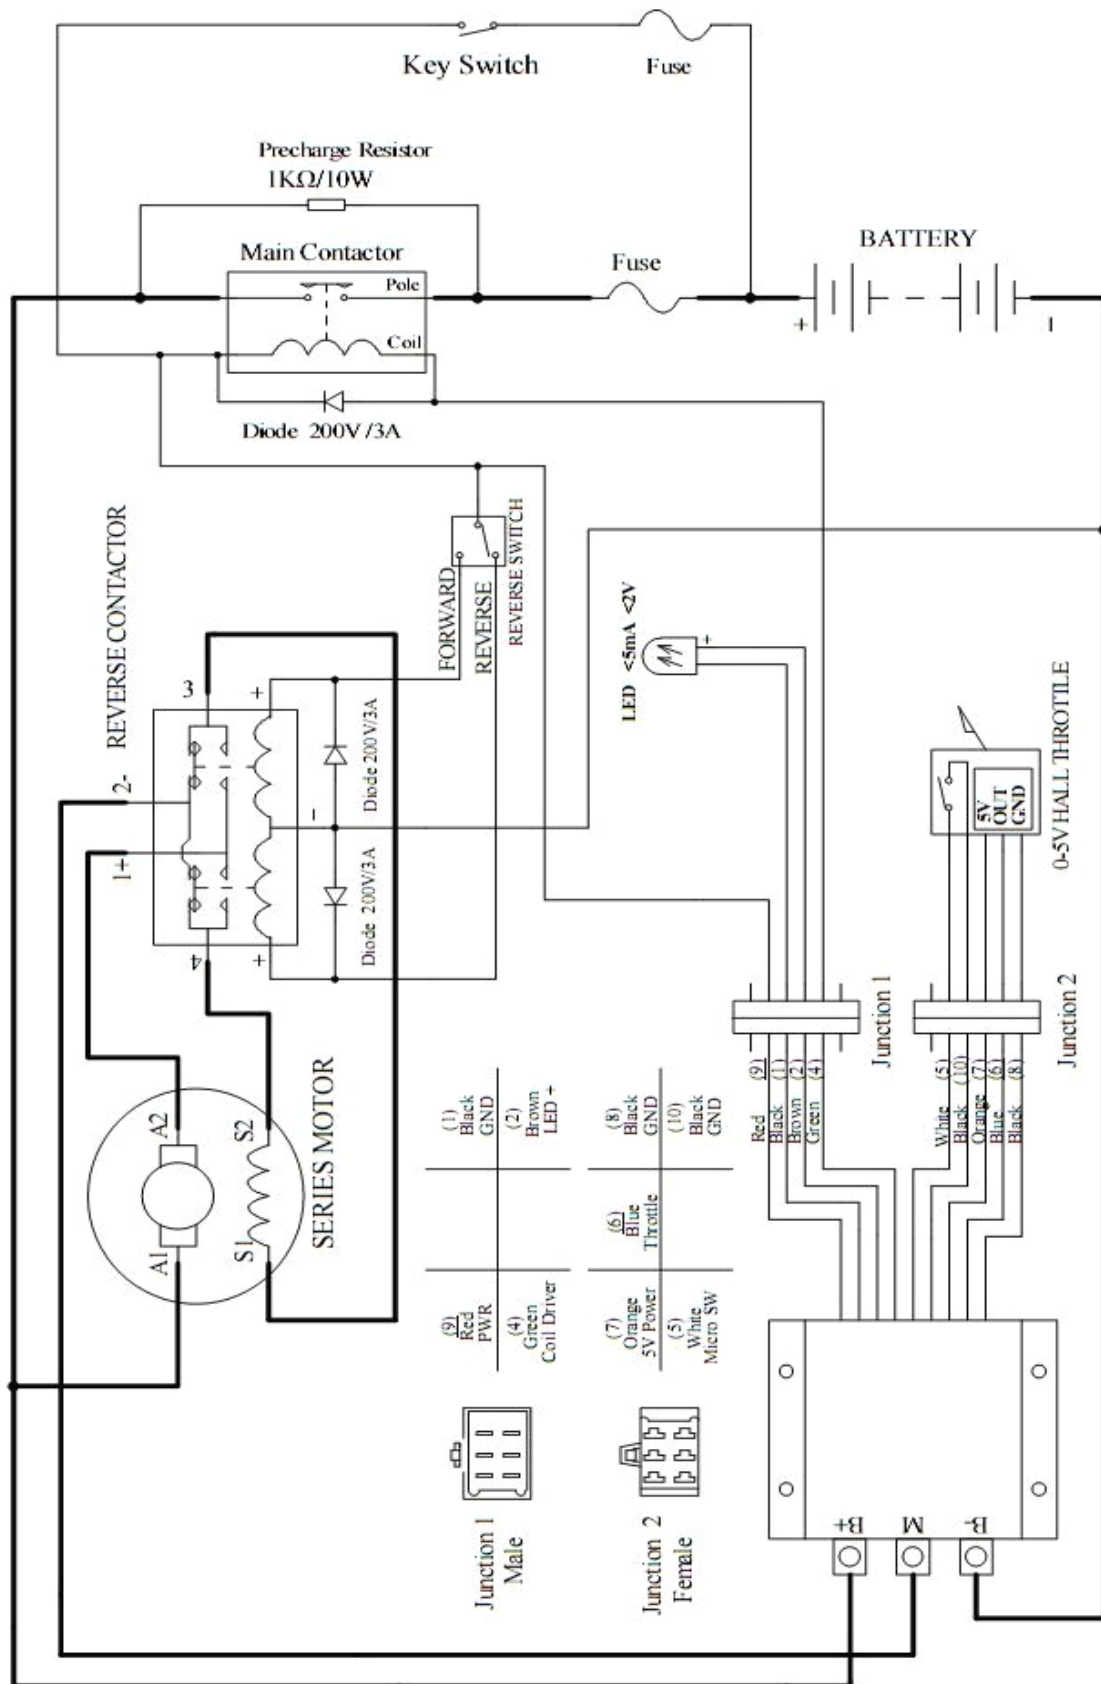 Key Switch
Fuse
Precharge Resistor
1KΩ/10W
Main Contactor
Pole
Coil
Fuse
BATTERY
+
-
Diode 200V/3A
REVERSE CONTACTOR
FORWARD
REVERSE
REVERSE SWITCH
3
2-
1+
4
+
-
+
Diode 200V/3A
Diode 200V/3A
LED <5mA <2V
+
5V
OUT
GND
0-5V HALL THROTTLE
SERIES MOTOR
A1
A2
S1
S2
Junction 1
Junction 2
(9)
(1)
(2)
(4)
Red
Black
Brown
Green
(5)
(10)
(7)
(6)
(8)
White
Black
Orange
Blue
Black
(9)
Red
PWR
(1)
Black
GND
(4)
Green
Coil Driver
(2)
Brown
LED +
(7)
Orange
5V Power
(6)
Blue
Throttle
(8)
Black
GND
(5)
White
Micro SW
(10)
Black
GND
Junction 1
Male
Junction 2
Female
B+
M
B-